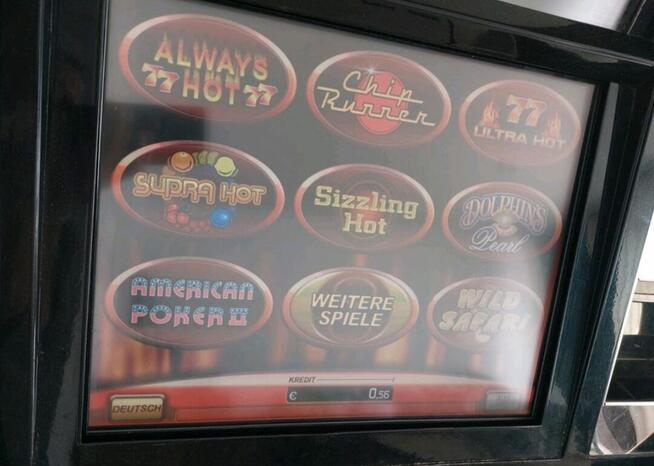 ALWAYS
77 HOT 77
Chip
Runner
77
ULTRA HOT
SUPRA HOT
Sizzling
Hot
DOLPHIN'S
Pearl
AMERICAN
POKER II
WEITERE
SPIELE
WILD
SAFARI
KREDIT
€ 0,56
DEUTSCH